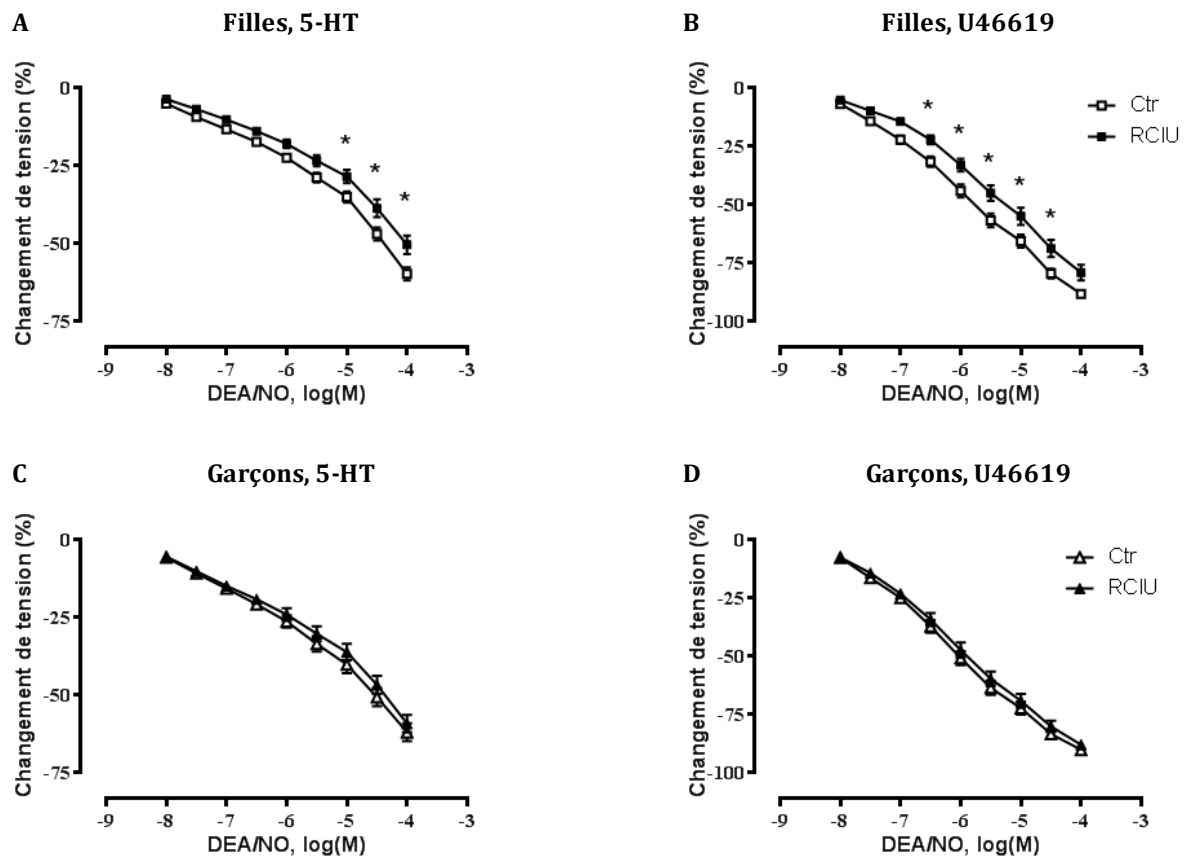 A
Filles, 5-HT
Changement de tension (%)
0
-25
-50
-75
* * *
-9 -8 -7 -6 -5 -4 -3
DEA/NO, log(M)
B
Filles, U46619
Changement de tension (%)
0
-25
-50
-75
-100
* * * * *
Ctr
RCIU
-9 -8 -7 -6 -5 -4 -3
DEA/NO, log(M)
C
Garçons, 5-HT
Changement de tension (%)
0
-25
-50
-75
-9 -8 -7 -6 -5 -4 -3
DEA/NO, log(M)
D
Garçons, U46619
Changement de tension (%)
0
-25
-50
-75
-100
Ctr
RCIU
-9 -8 -7 -6 -5 -4 -3
DEA/NO, log(M)